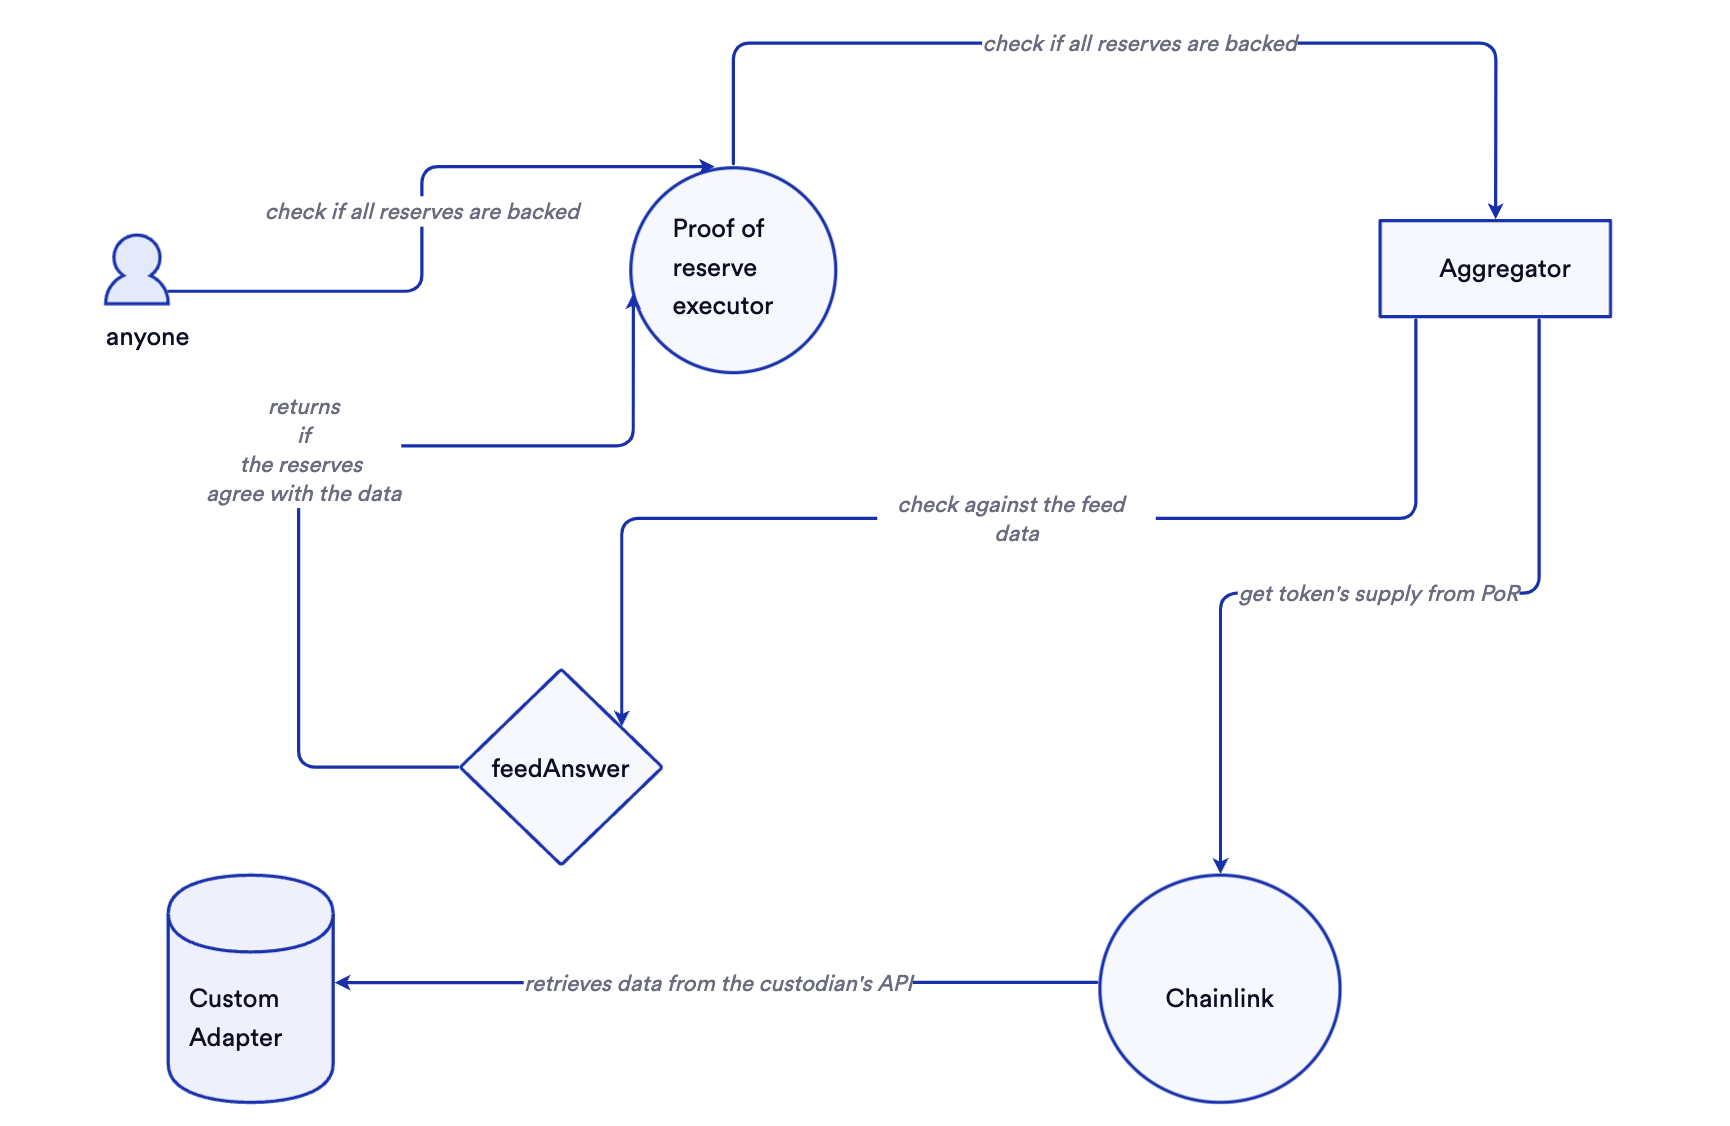 check if all reserves are backed
check if all reserves are backed
Proof of
reserve
executor
Aggregator
anyone
returns
if
the reserves
agree with the data
check against the feed
data
get token's supply from PoR
feedAnswer
retrieves data from the custodian's API
Custom
Adapter
Chainlink